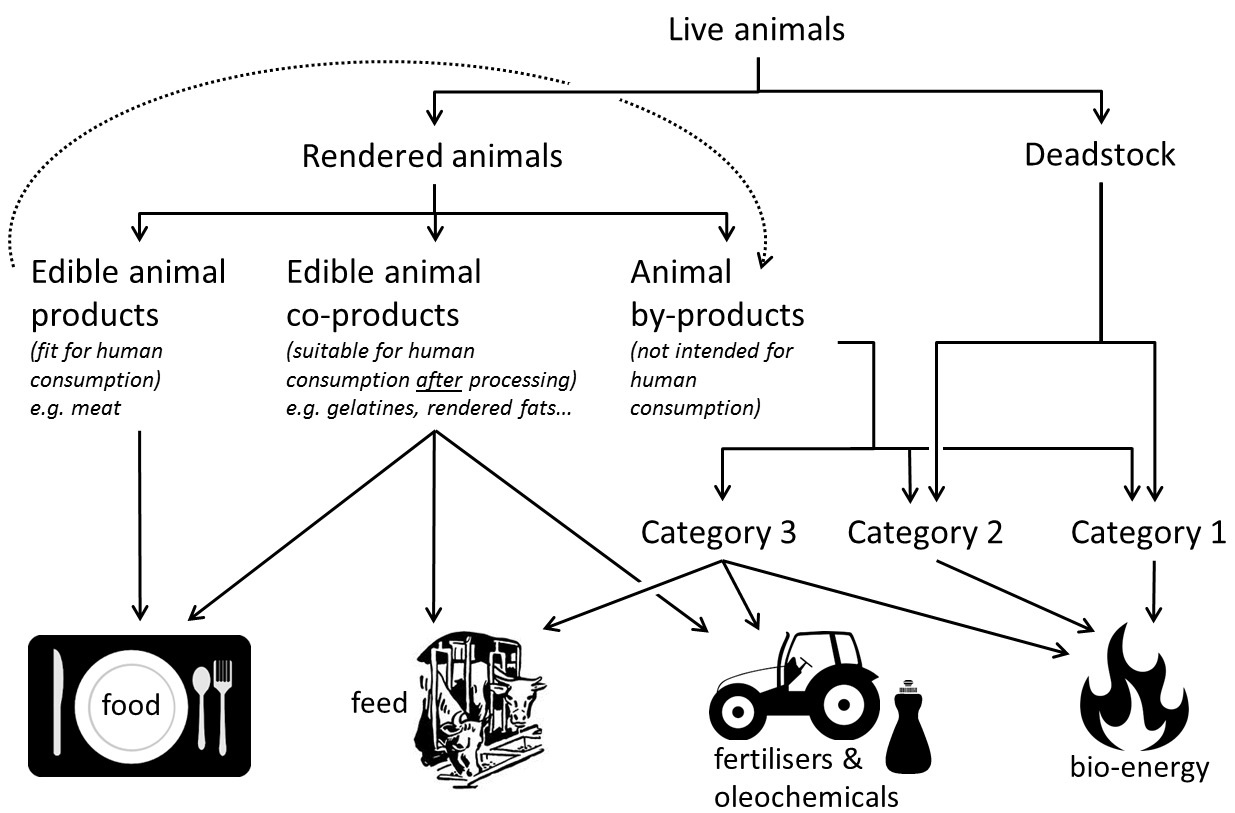 Live animals
Rendered animals
Deadstock
Edible animal
products
(fit for human
consumption)
e.g. meat
Edible animal
co-products
(suitable for human
consumption after processing)
e.g. gelatines, rendered fats...
Animal
by-products
(not intended for
human
consumption)
Category 3
Category 2
Category 1
food
feed
fertilisers &
oleochemicals
bio-energy